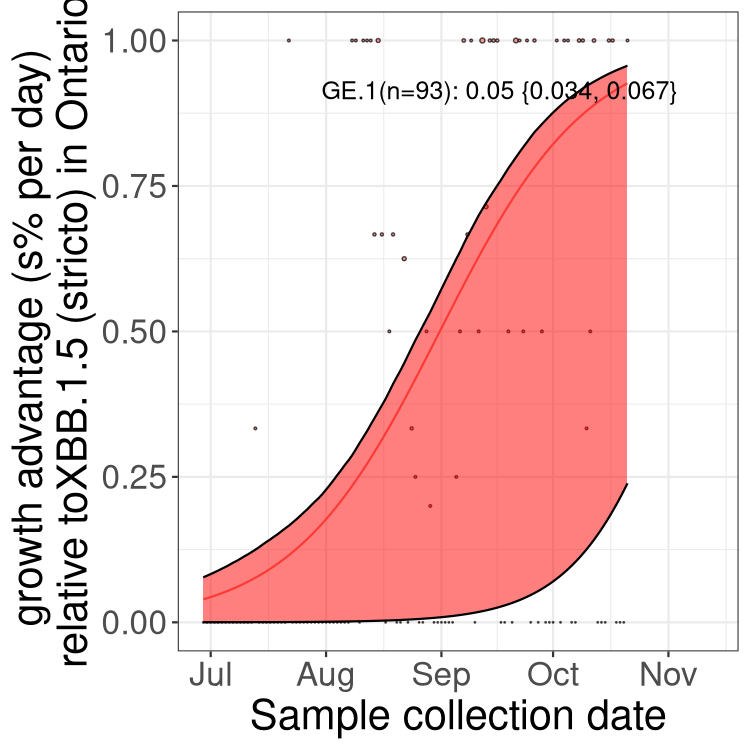 growth advantage (s% per day)
relative toXBB.1.5 (stricto) in Ontario
1.00
0.75
0.50
0.25
0.00
GE.1(n=93): 0.05 {0.034, 0.067}
Jul Aug Sep Oct Nov
Sample collection date